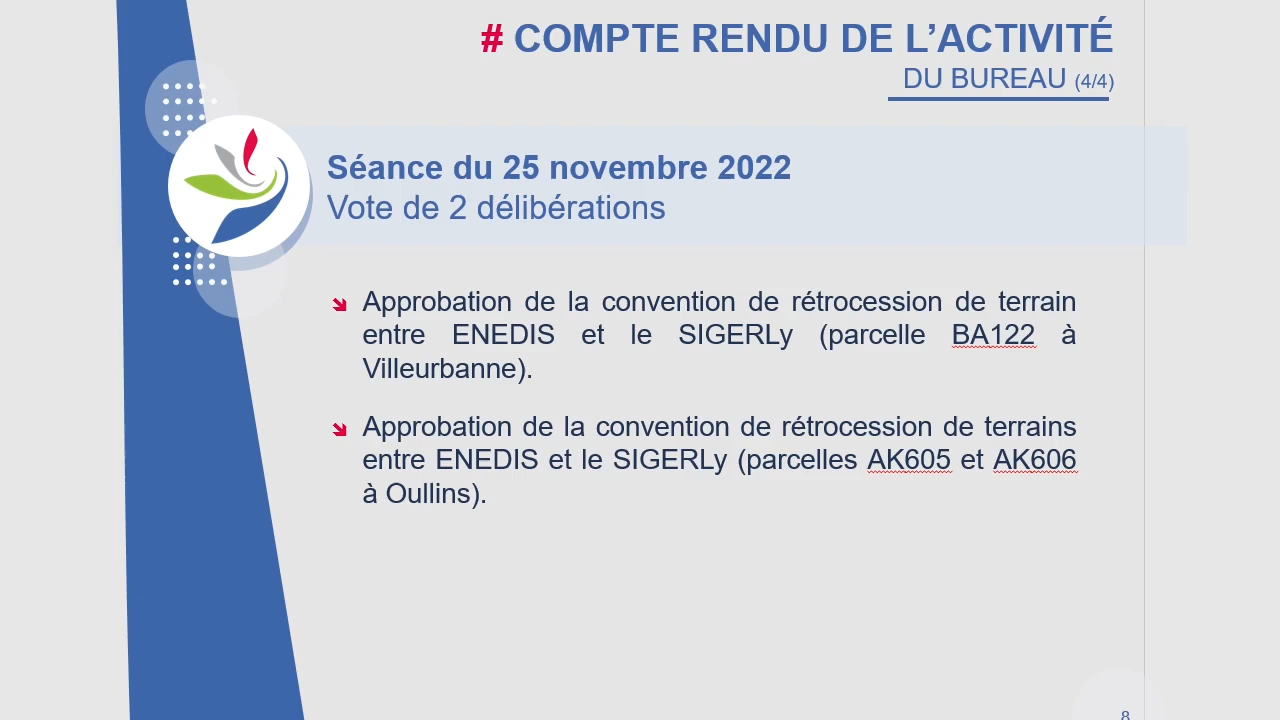 # COMPTE RENDU DE L’ACTIVITÉ
DU BUREAU (4/4)
Séance du 25 novembre 2022
Vote de 2 délibérations
Approbation de la convention de rétrocession de terrain
entre ENEDIS et le SIGERLy (parcelle BA122 à
Villeurbanne).
Approbation de la convention de rétrocession de terrains
entre ENEDIS et le SIGERLy (parcelles AK605 et AK606
à Oullins).
8